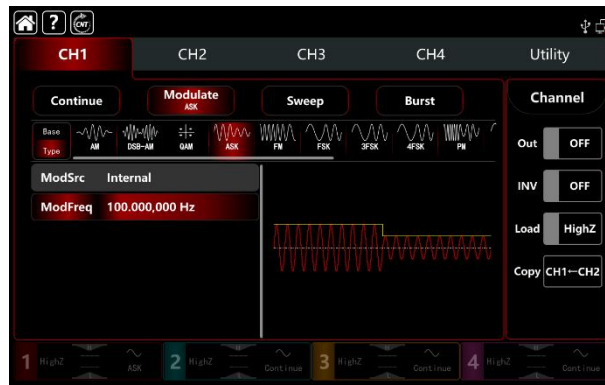 ? CNT
CH1 CH2 CH3 CH4 Utility
Continue Modulate ASK Sweep Burst Channel
Base Type AM DSB-AM QAM ASK FM FSK 3FSK 4FSK PM
Out OFF
ModSrc Internal
INV OFF
ModFreq 100.000,000 Hz
Load HighZ
Copy CH1←CH2
1 HighZ ASK 2 HighZ Continue 3 HighZ Continue 4 HighZ Continue